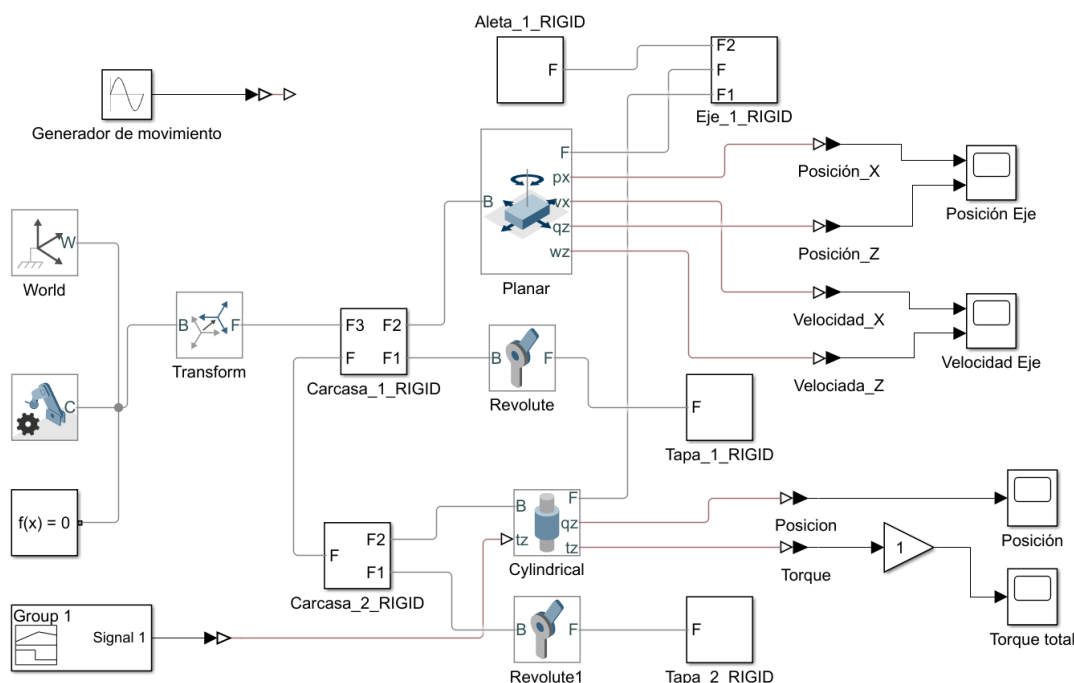 Aleta_1_RIGID
F
F2
F
F1
Eje_1_RIGID
Generador de movimiento
B
F
px
vx
qz
wz
Planar
Posición_X
Posición_Z
Posición Eje
Velocidad_X
Velociada_Z
Velocidad Eje
W
World
B
F
Transform
F3
F2
F
F1
Carcasa_1_RIGID
B
F
Revolute
F
Tapa_1_RIGID
C
f(x) = 0
F
F2
F1
Carcasa_2_RIGID
B
tz
F
qz
tz
Cylindrical
Posicion
Posición
Torque
1
Torque total
Group 1
Signal 1
B
F
Revolute1
F
Tapa_2_RIGID